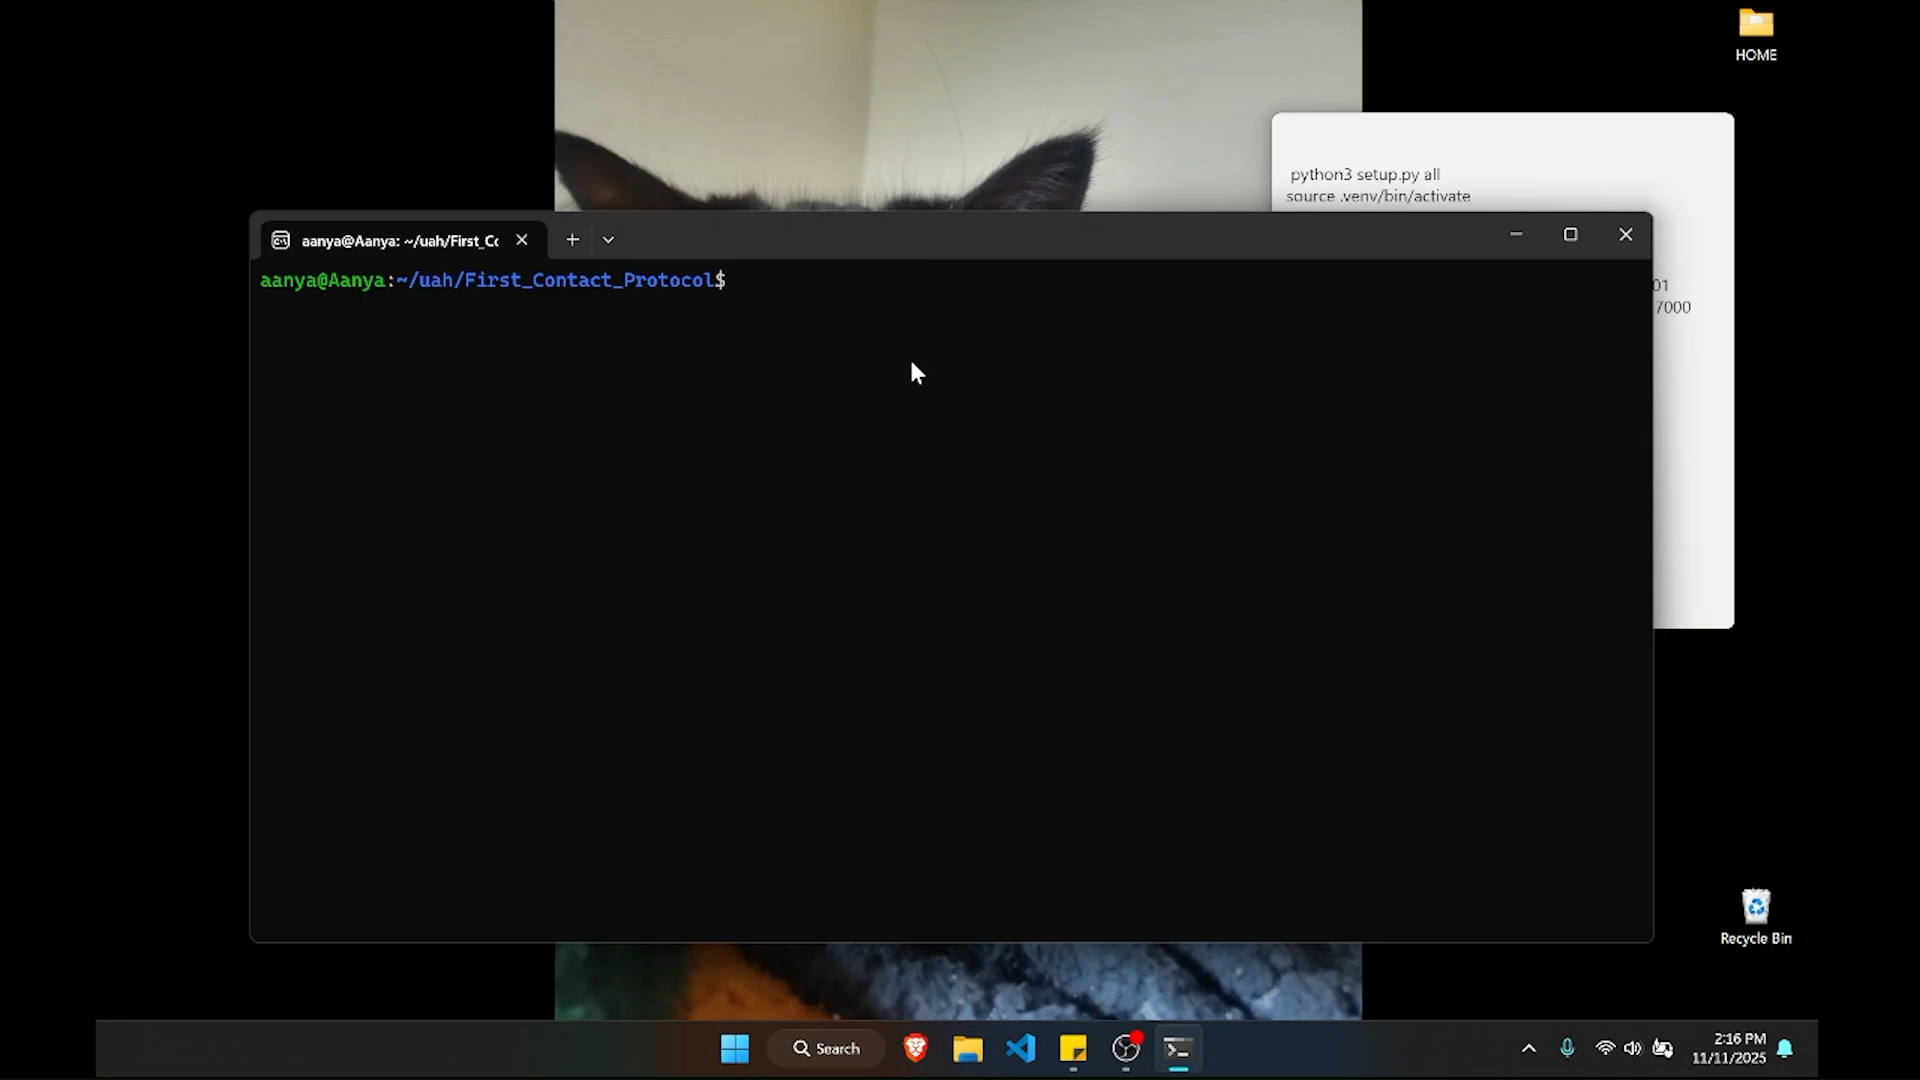 HOME
python3 setup.py all
source .venv/bin/activate
aanya@Aanya: ~/uah/First_Cc
aanya@Aanya:~/uah/First_Contact_Protocol$
01
7000
Recycle Bin
Search
2:16 PM
11/11/2025